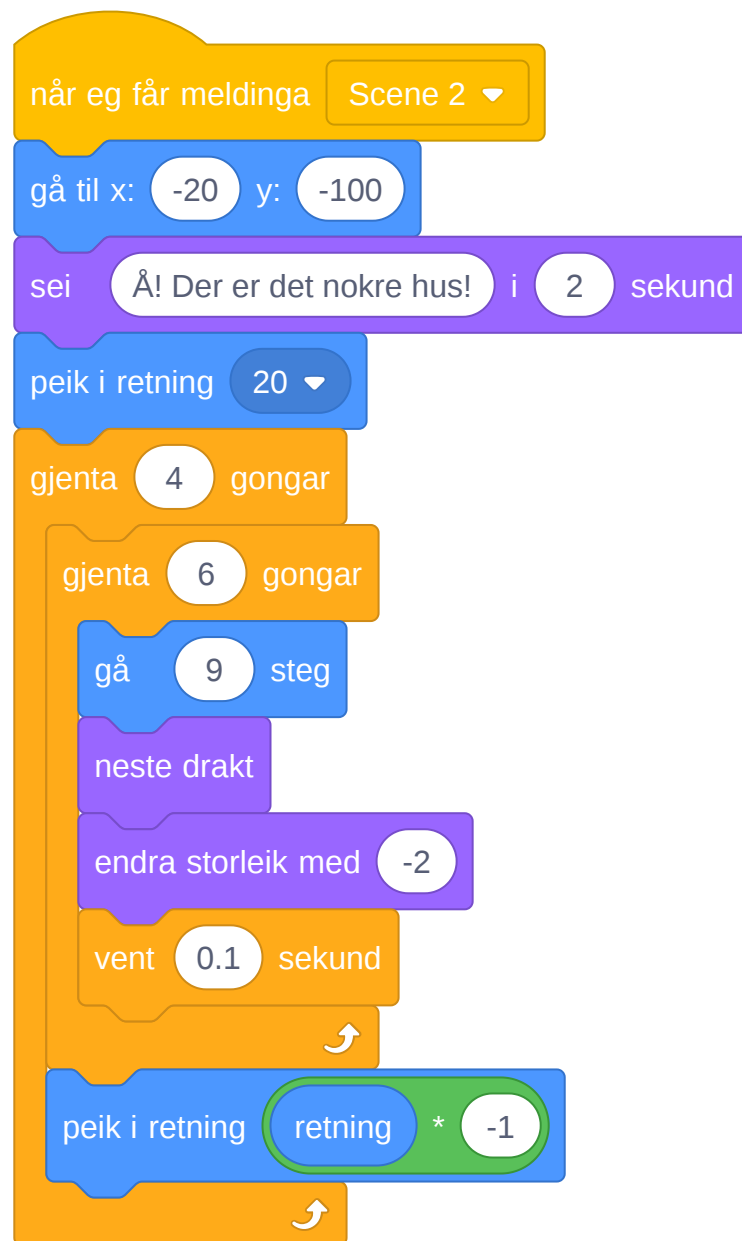 når eg får meldinga Scene 2
gå til x: -20 y: -100
sei Å! Der er det nokre hus! i 2 sekund
peik i retning 20
gjenta 4 gongar
gjenta 6 gongar
gå 9 steg
neste drakt
endra storleik med -2
vent 0.1 sekund
peik i retning retning * -1